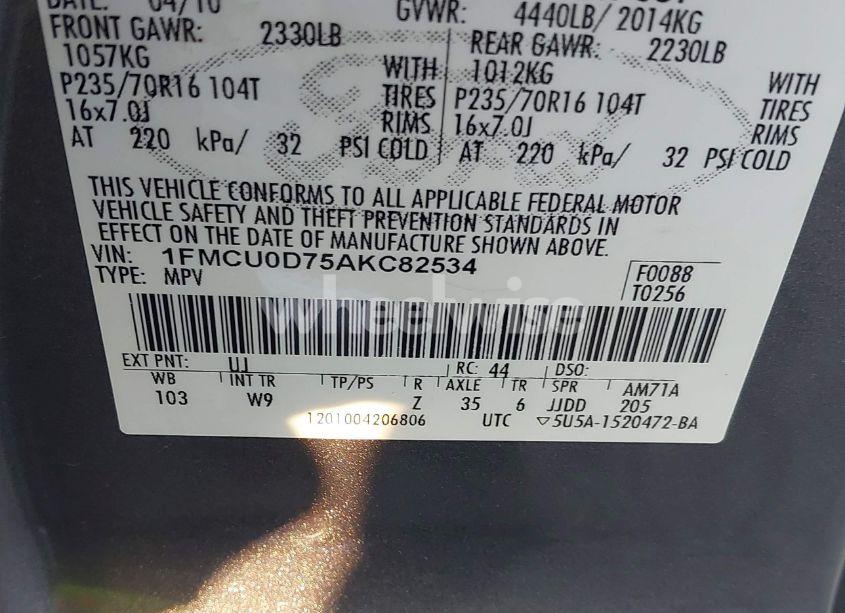 DATE: 04/10
GVWR: 4440LB/ 2014KG
FRONT GAWR: 2330LB
1057KG
P235/70R16 104T
16x7.0J
AT 220 kPa/ 32 PSI COLD
WITH
TIRES
RIMS
REAR GAWR: 2230LB
1012KG
P235/70R16 104T
16x7.0J
AT 220 kPa/ 32 PSI COLD
WITH
TIRES
RIMS
THIS VEHICLE CONFORMS TO ALL APPLICABLE FEDERAL MOTOR
VEHICLE SAFETY AND THEFT PREVENTION STANDARDS IN
EFFECT ON THE DATE OF MANUFACTURE SHOWN ABOVE.
VIN: 1FMCU0D75AKC82534
TYPE: MPV
F0088
T0256
wheelwise
EXT PNT: UJ RC: 44 DSO:
WB INT TR TP/PS R AXLE TR SPR AM71A
103 W9 Z 35 6 JJDD 205
1201004206806 UTC ▽5U5A-1520472-BA